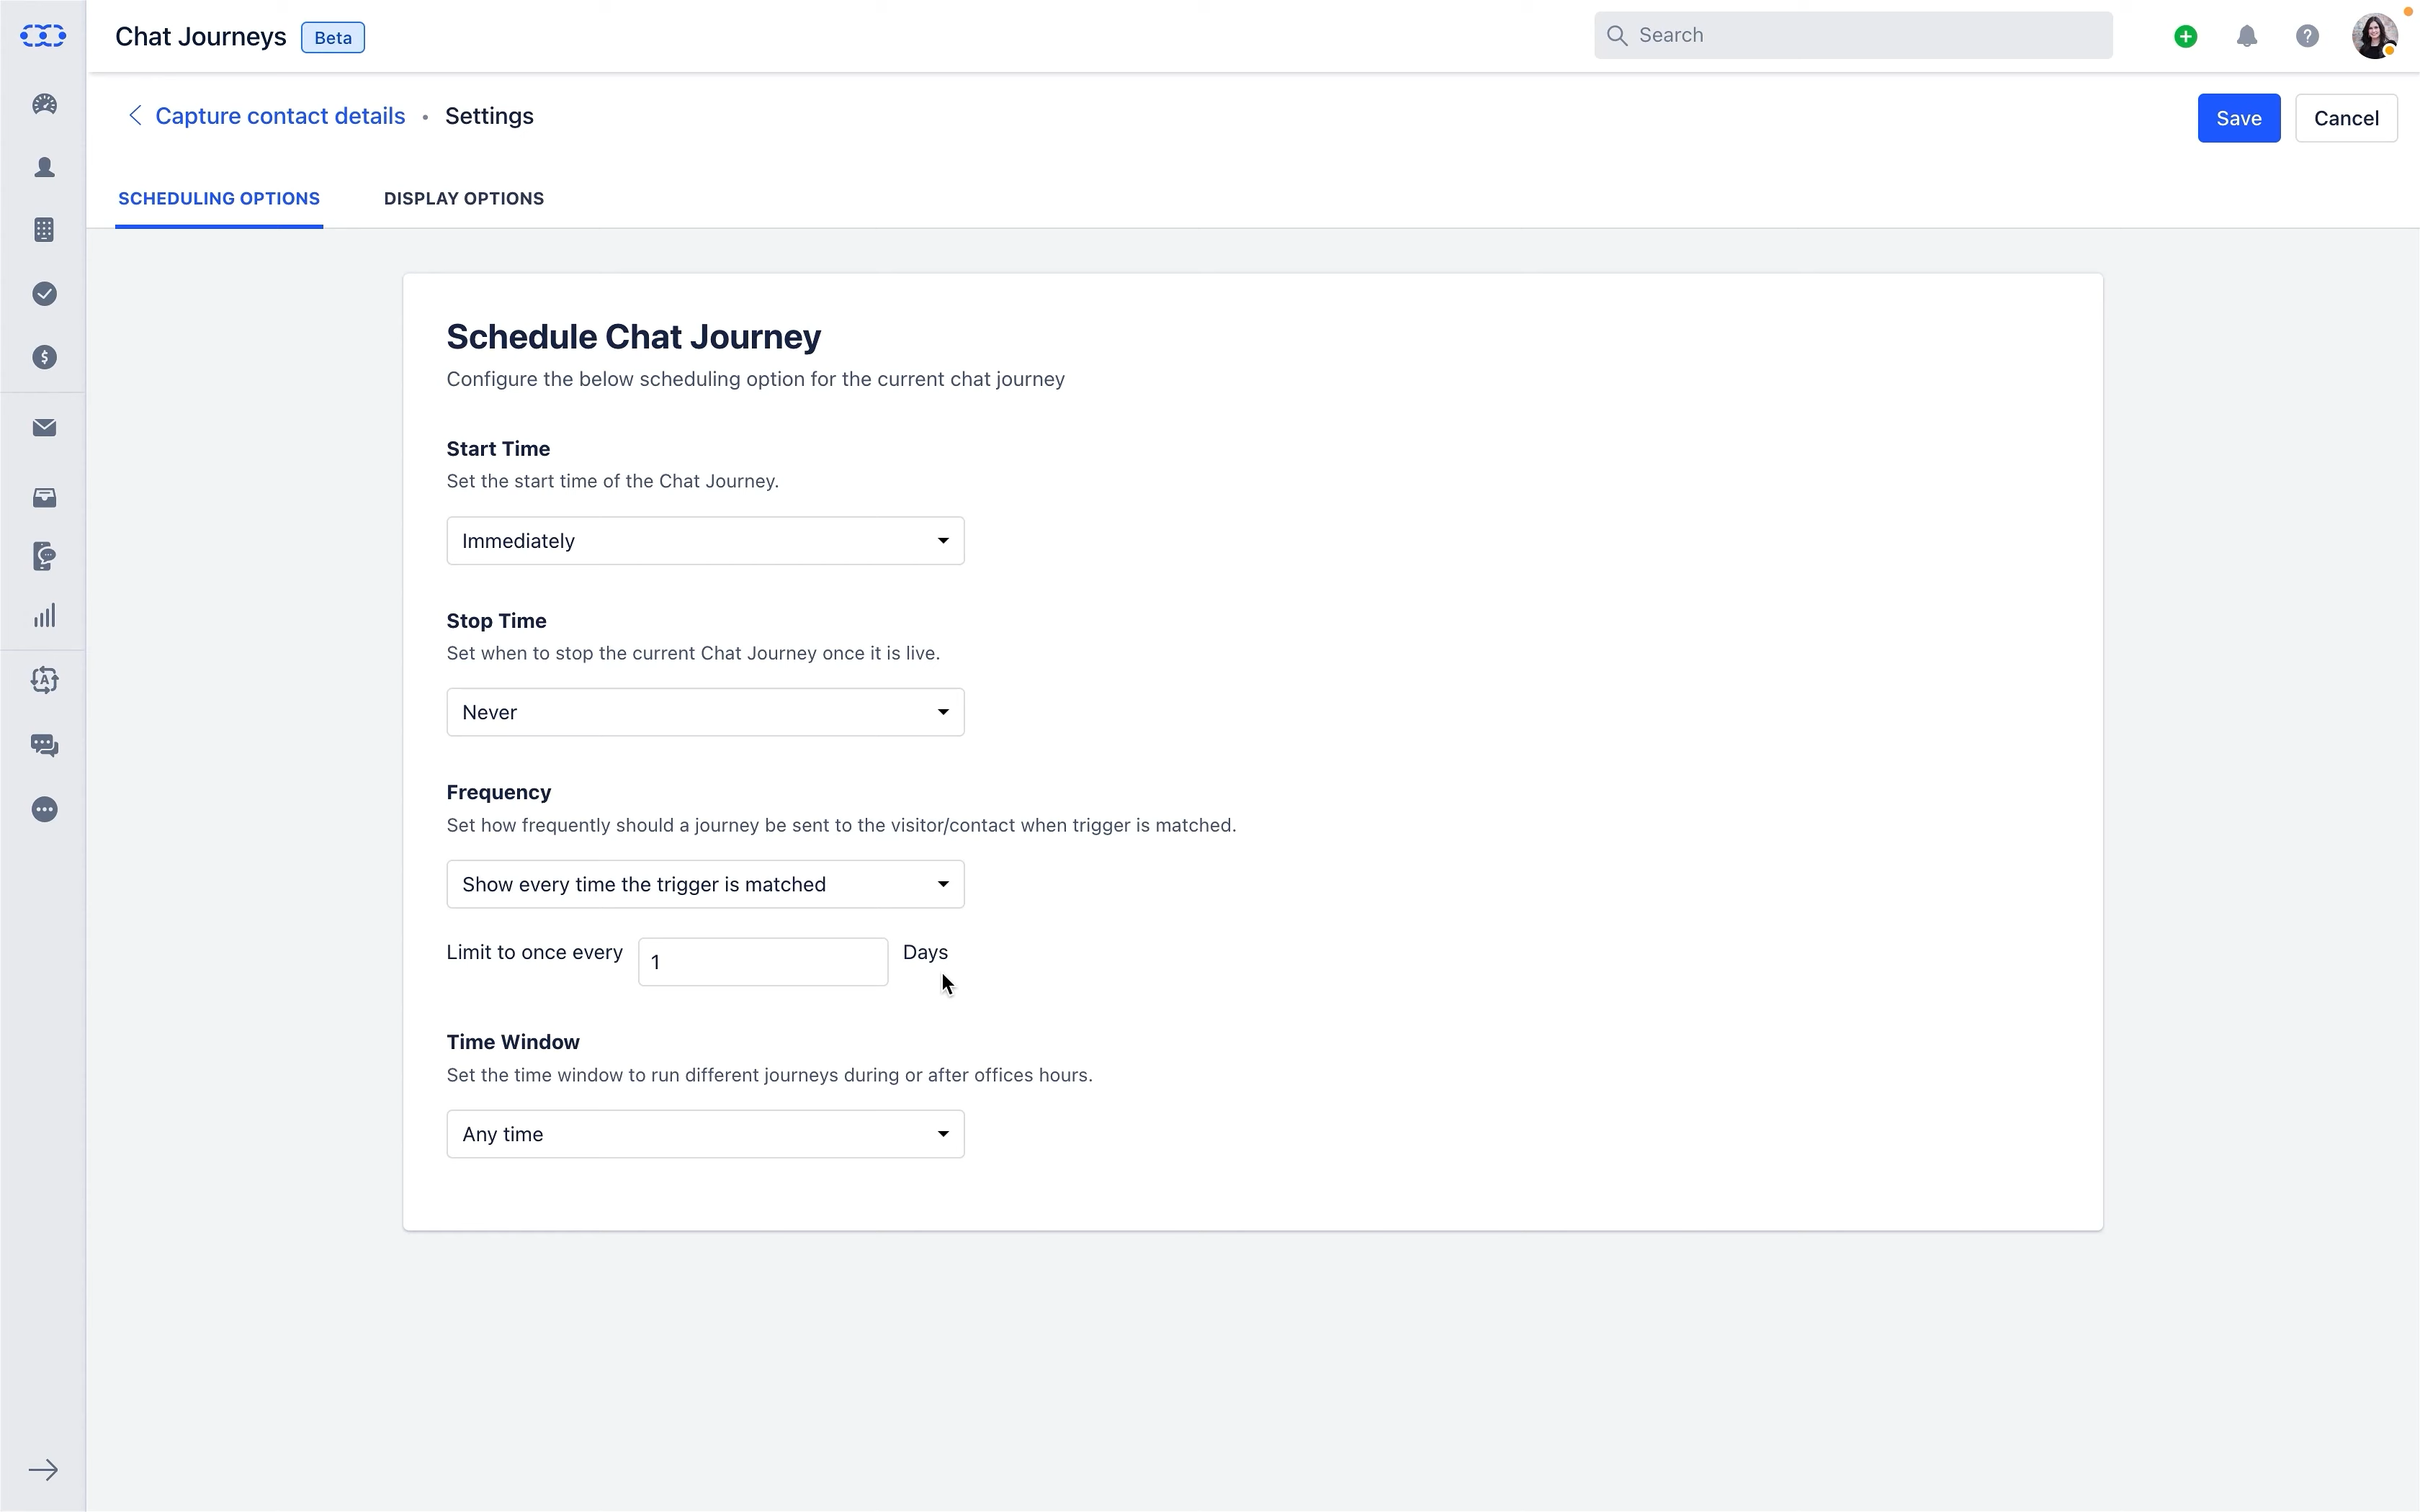 Chat Journeys Beta
Search
Capture contact details • Settings
Save Cancel
SCHEDULING OPTIONS DISPLAY OPTIONS
Schedule Chat Journey
Configure the below scheduling option for the current chat journey
Start Time
Set the start time of the Chat Journey.
Immediately
Stop Time
Set when to stop the current Chat Journey once it is live.
Never
Frequency
Set how frequently should a journey be sent to the visitor/contact when trigger is matched.
Show every time the trigger is matched
Limit to once every 1 Days
Time Window
Set the time window to run different journeys during or after offices hours.
Any time